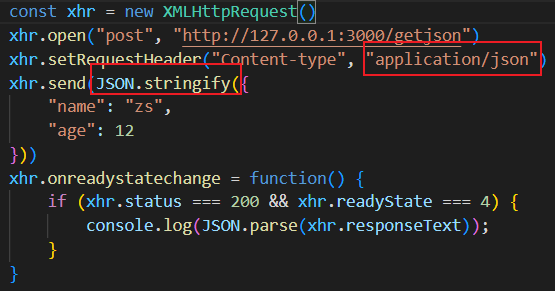 const xhr = new XMLHttpRequest()
xhr.open("post", "http://127.0.0.1:3000/getjson")
xhr.setRequestHeader("Content-type", "application/json")
xhr.send(JSON.stringify({
    "name": "zs",
    "age": 12
}))
xhr.onreadystatechange = function() {
    if (xhr.status === 200 && xhr.readyState === 4) {
        console.log(JSON.parse(xhr.responseText));
    }
}